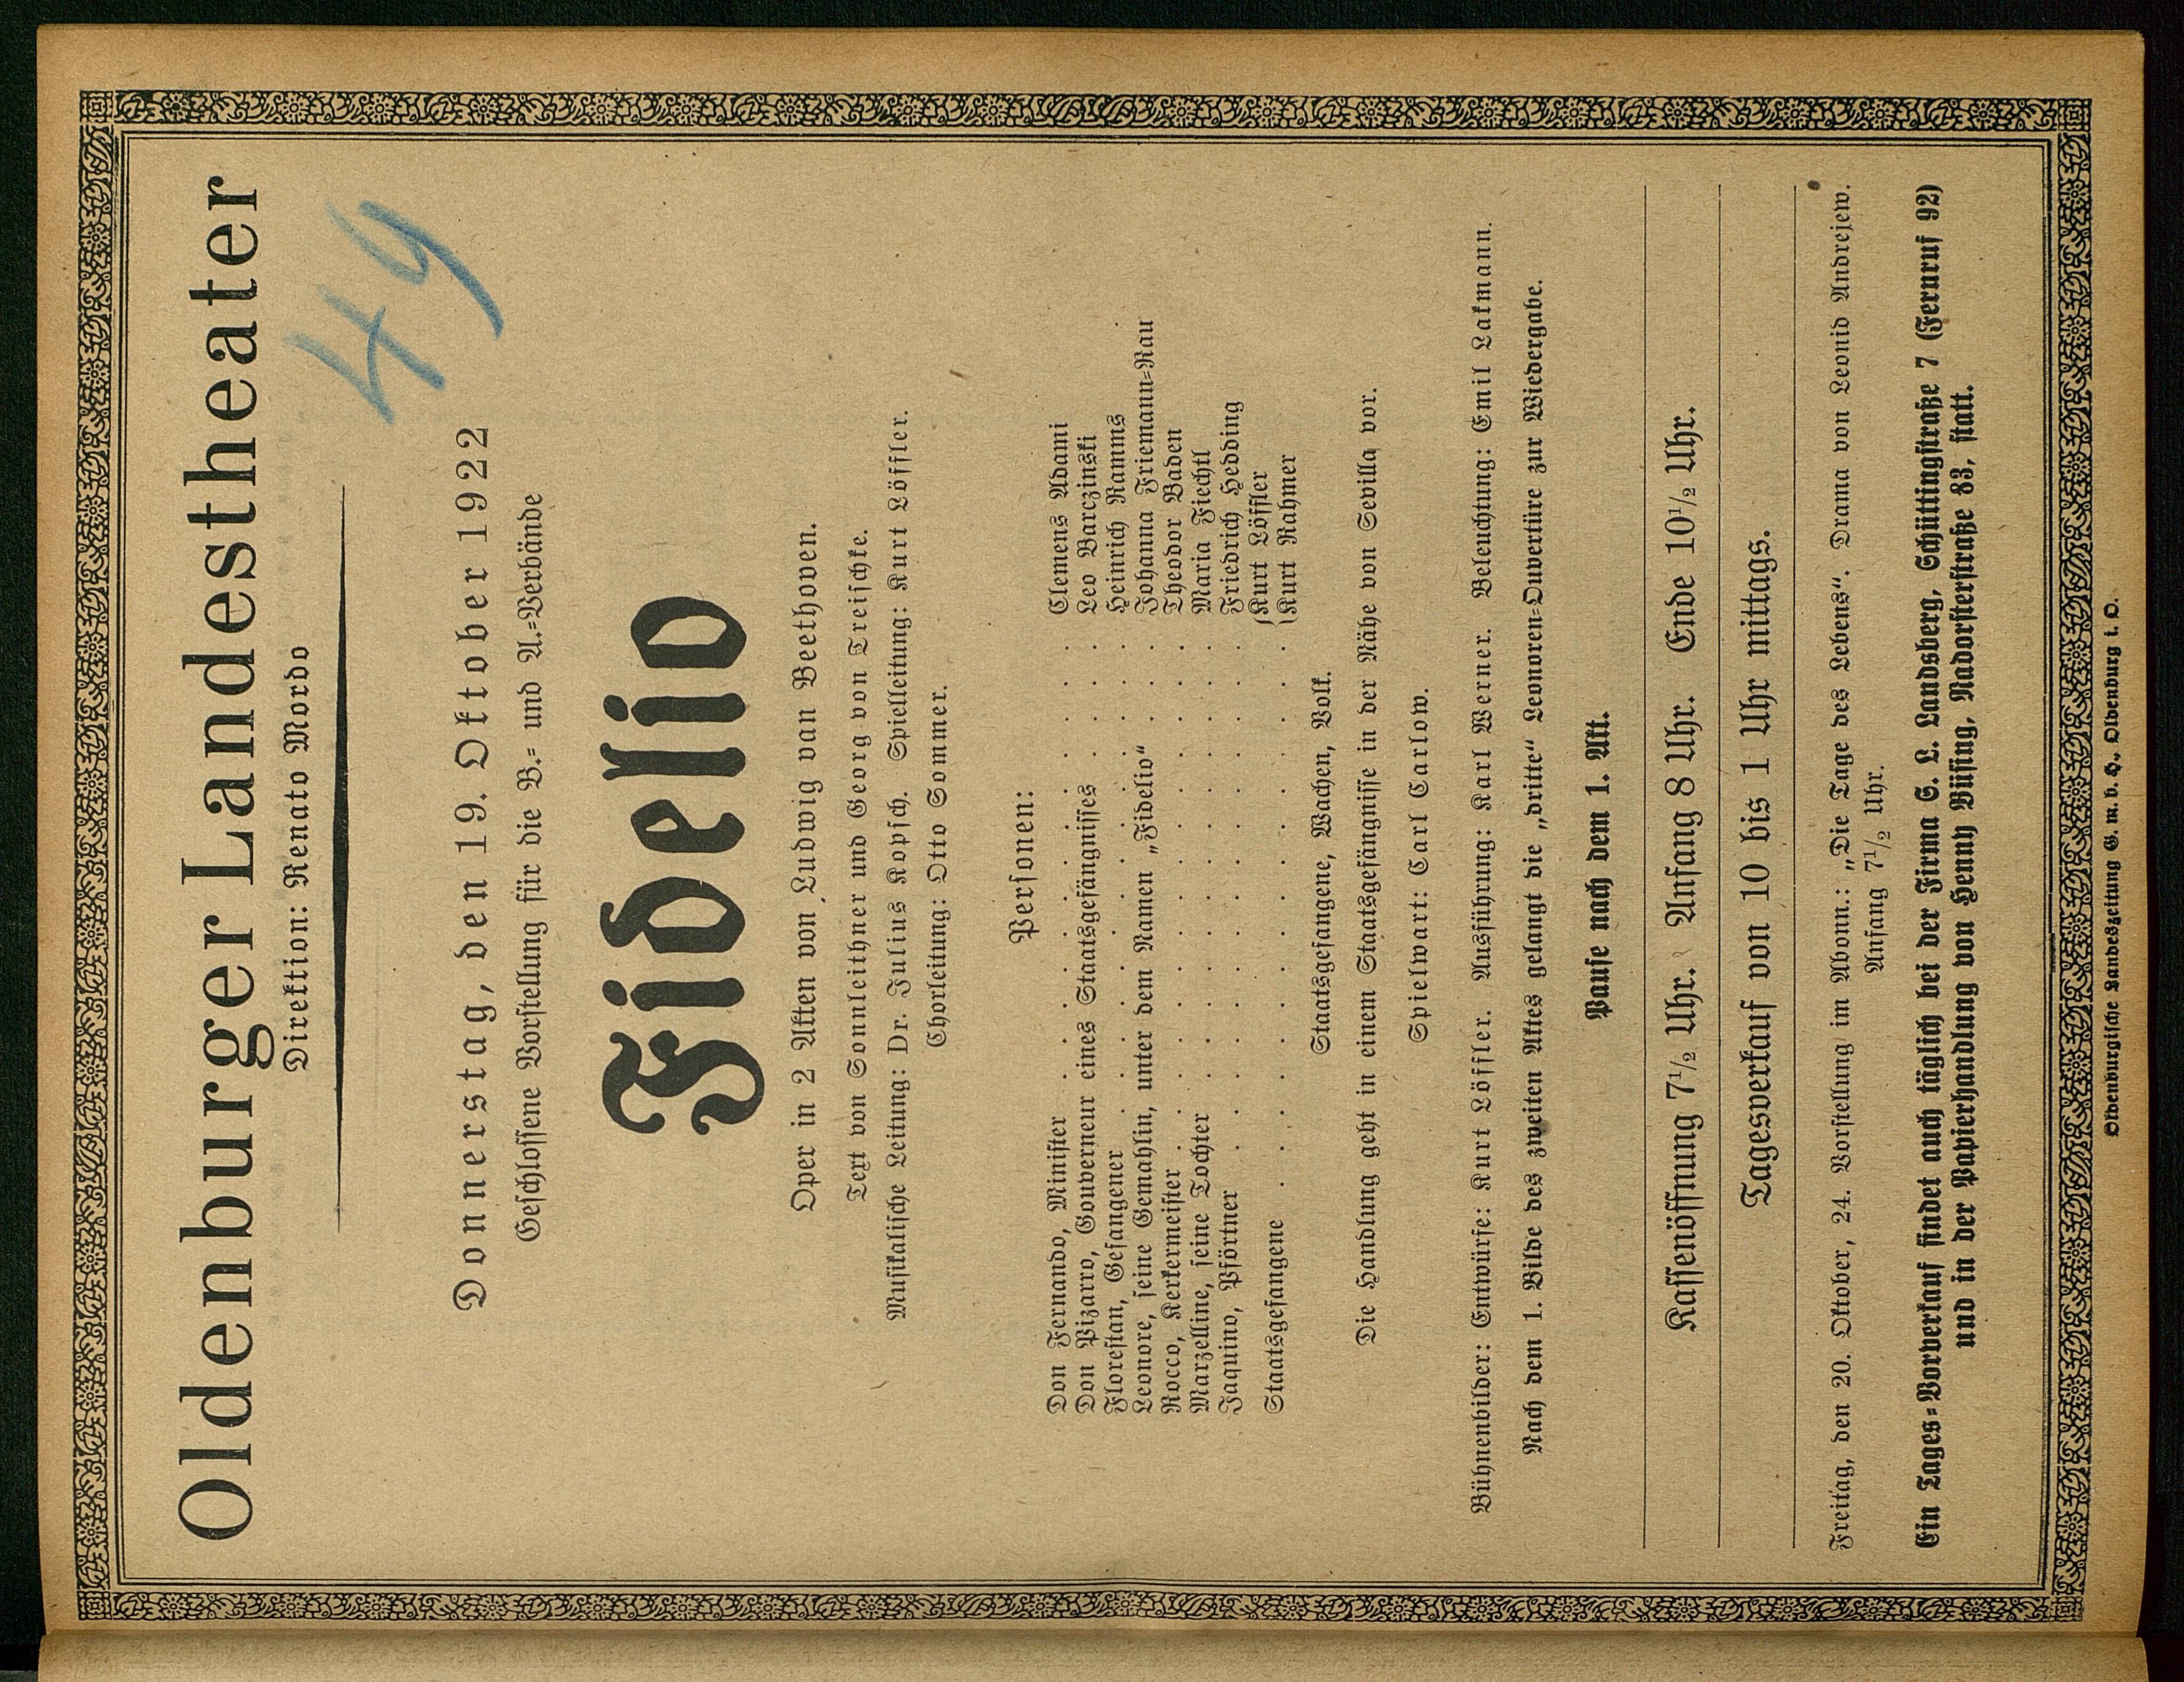 Oldenburger Landestheater
Direktion: Renato Mordo
49
Donnerstag, den 19. Oktober 1922
Geschlossene Vorstellung für die B.= und A.=Verbände
Fidelio
Oper in 2 Akten von Ludwig van Beethoven.
Text von Sonnleithner und Georg von Treischke.
Musikalische Leitung: Dr. Julius Kopsch. Spielleitung: Kurt Löffler.
Chorleitung: Otto Sommer.
Personen:
Don Fernando, Minister . . . . . . . . . . Clemens Adami
Don Pizarro, Gouverneur eines Staatsgefängnisses . . . . Leo Barczinski
Florestan, Gefangener . . . . . . . . . . Heinrich Ramms
Leonore, seine Gemahlin, unter dem Namen „Fidelio“ . . . Johanna Friemann=Rau
Rocco, Kerkermeister . . . . . . . . . . Theodor Baden
Marzelline, seine Tochter . . . . . . . . . . Maria Fiechtl
Jaquino, Pförtner . . . . . . . . . . Friedrich Hedding
Staatsgefangene . . . . . . . . . . {Kurt Löffler
{Kurt Rahmer
Staatsgefangene, Wachen, Volk.
Die Handlung geht in einem Staatsgefängnisse in der Nähe von Sevilla vor.
Spielwart: Carl Carlow.
Bühnenbilder: Entwürfe: Kurt Löffler. Ausführung: Karl Werner. Beleuchtung: Emil Lakmann.
Nach dem 1. Bilde des zweiten Aktes gelangt die „dritte“ Leonoren=Ouvertüre zur Wiedergabe.
Pause nach dem 1. Akt.
Kassenöffnung 7½ Uhr. Anfang 8 Uhr. Ende 10½ Uhr.
Tagesverkauf von 10 bis 1 Uhr mittags.
Freitag, den 20. Oktober, 24. Vorstellung im Abonn.: „Die Tage des Lebens“. Drama von Leonid Andrejew.
Anfang 7½ Uhr.
Ein Tages=Vorverkauf findet auch täglich bei der Firma S. L. Landsberg, Schüttingstraße 7 (Fernruf 92)
und in der Papierhandlung von Henny Büsing, Nadorsterstraße 83, statt.
Oldenburgische Landeszeitung G. m. b. H., Oldenburg i. O.